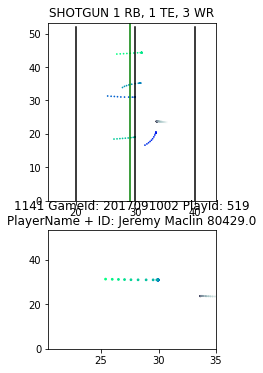 SHOTGUN 1 RB, 1 TE, 3 WR
50
40
30
20
10
0
20 30 40
1141 GameId: 2017091002 PlayId: 519
PlayerName + ID: Jeremy Maclin 80429.0
40
20
0
25 30 35